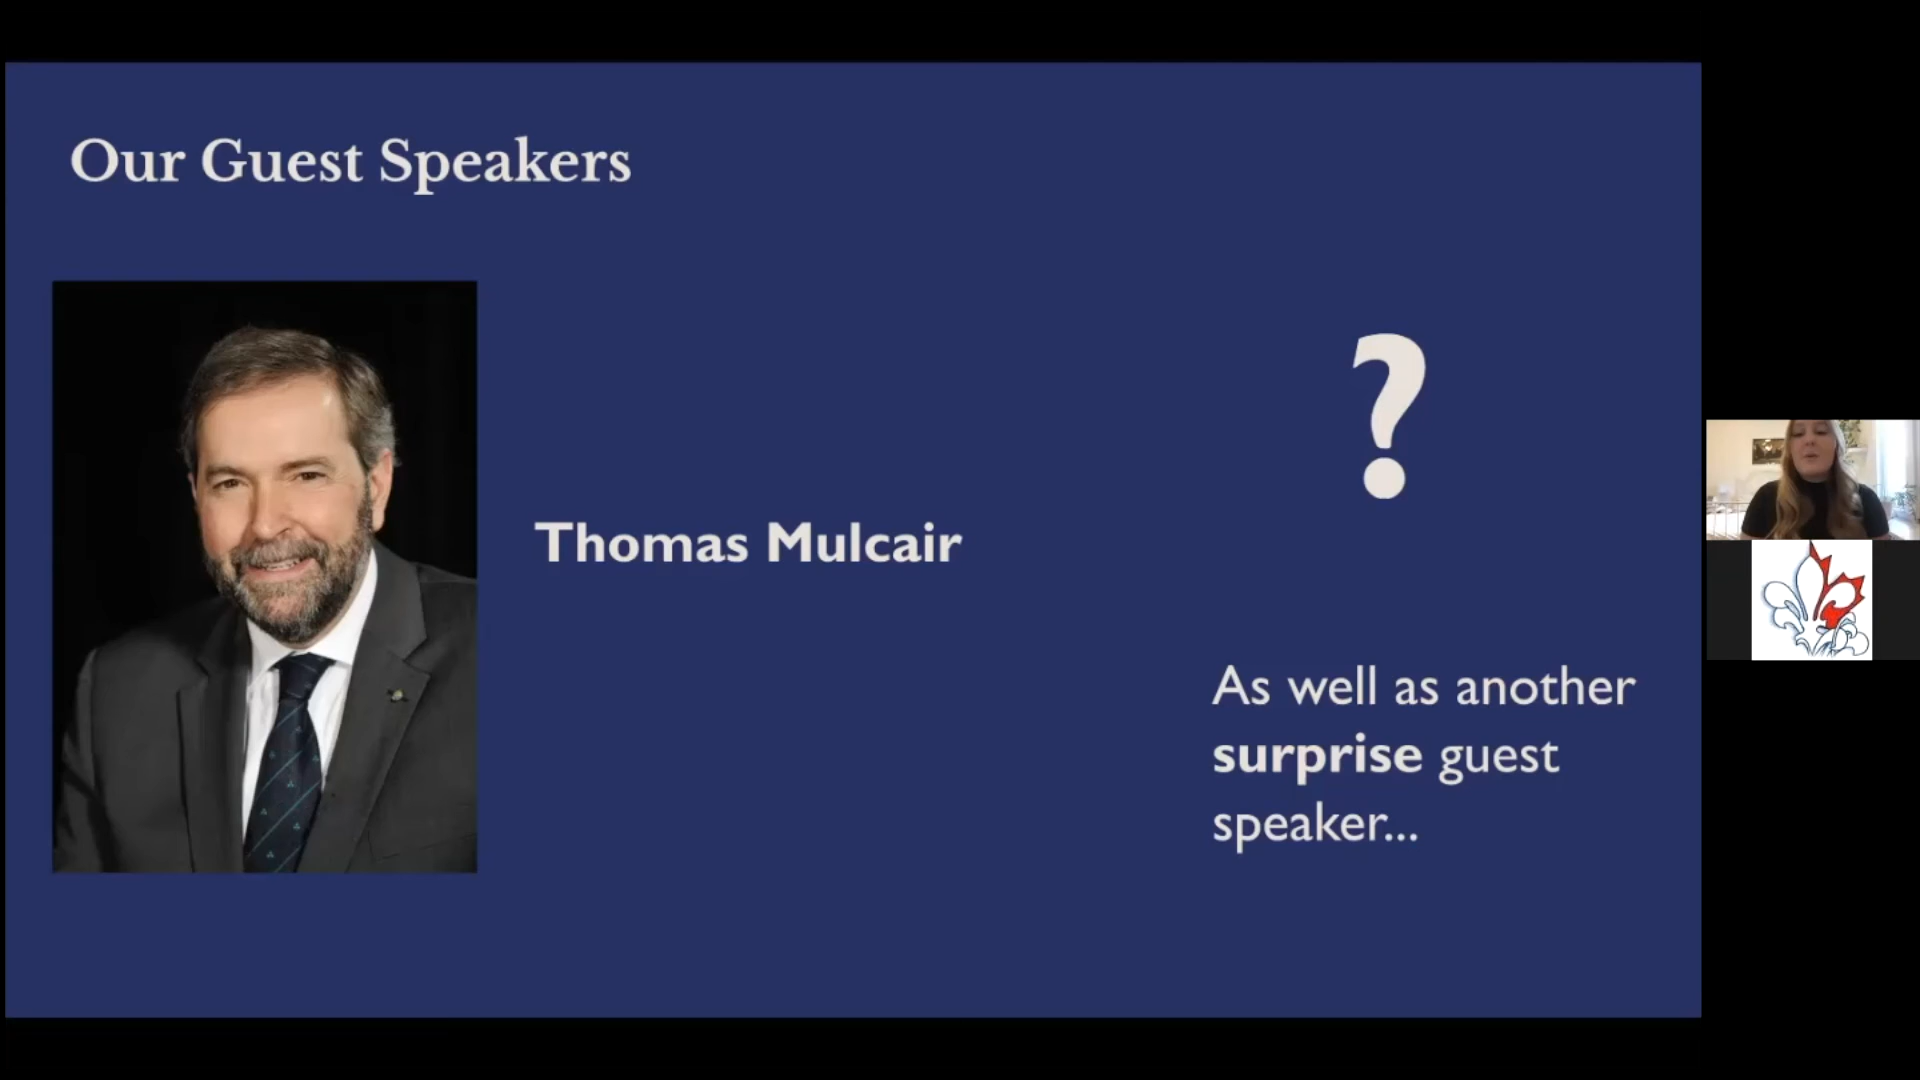 Our Guest Speakers
?
Thomas Mulcair
As well as another
surprise guest
speaker...